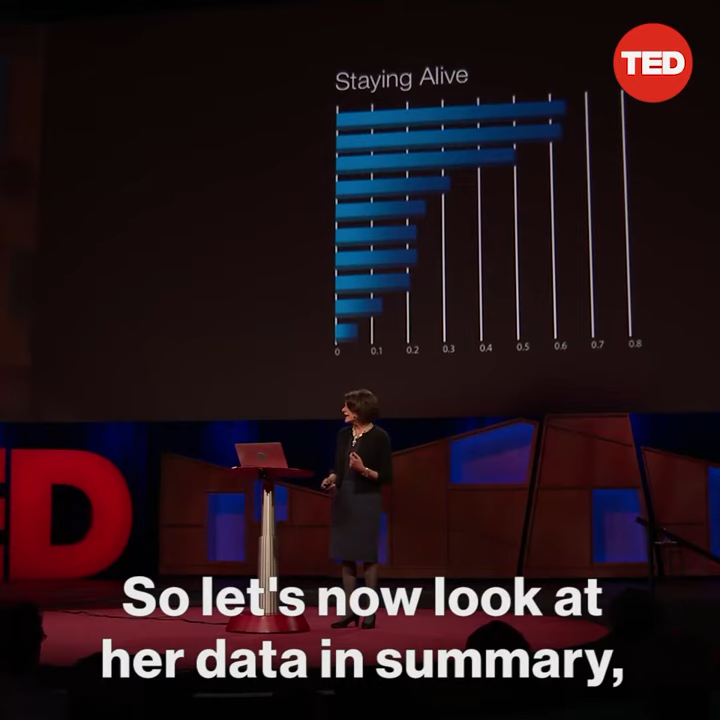 TED
Staying Alive
0 0.1 0.2 0.3 0.4 0.5 0.6 0.7 0.8
ED
So let's now look at
her data in summary,